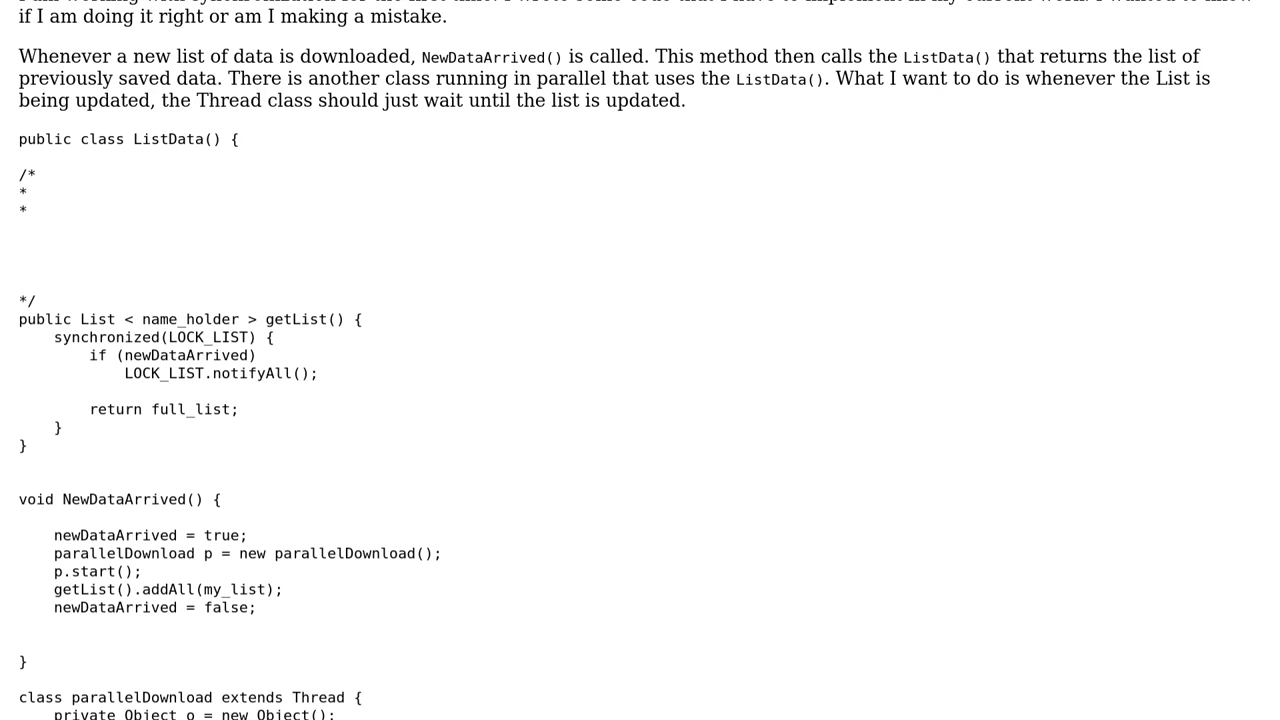 if I am doing it right or am I making a mistake.
Whenever a new list of data is downloaded, NewDataArrived() is called. This method then calls the ListData() that returns the list of
previously saved data. There is another class running in parallel that uses the ListData(). What I want to do is whenever the List is
being updated, the Thread class should just wait until the list is updated.
public class ListData() {
/*
*
*
*/
public List < name_holder > getList() {
    synchronized(LOCK_LIST) {
        if (newDataArrived)
            LOCK_LIST.notifyAll();
        return full_list;
    }
}
void NewDataArrived() {
    newDataArrived = true;
    parallelDownload p = new parallelDownload();
    p.start();
    getList().addAll(my_list);
    newDataArrived = false;
}
class parallelDownload extends Thread {
    private Object o = new Object();